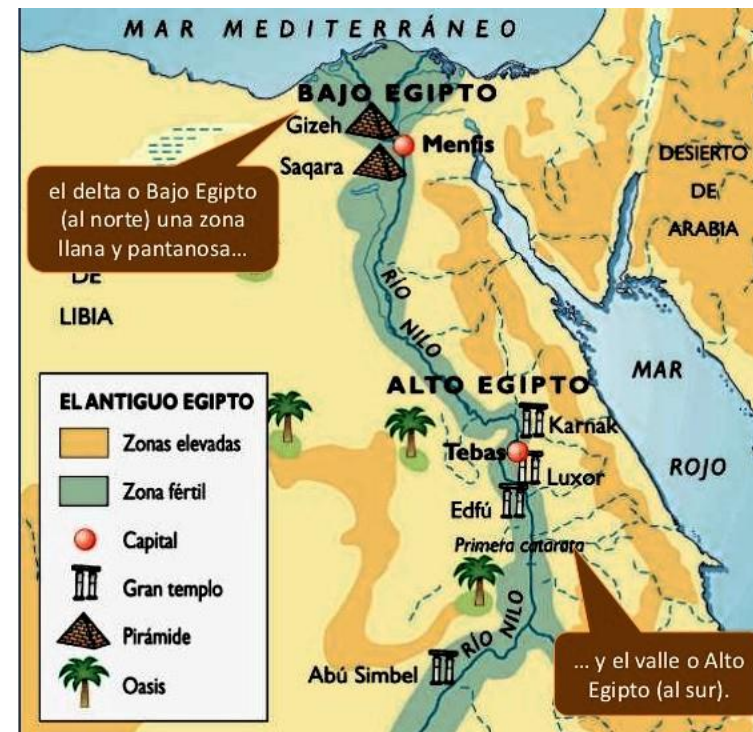 MAR MEDITERRÁNEO
BAJO EGIPTO
Gizeh
Menfis
Saqara
DESIERTO
DE
ARABIA
el delta o Bajo Egipto
(al norte) una zona
llana y pantanosa...
DE
LIBIA
RÍO
NILO
MAR
ROJO
ALTO EGIPTO
Karnak
Tebas
Luxor
Edfú
Primera catarata
RÍO NILO
Abú Simbel
... y el valle o Alto
Egipto (al sur).
EL ANTIGUO EGIPTO
Zonas elevadas
Zona fértil
Capital
Gran templo
Pirámide
Oasis